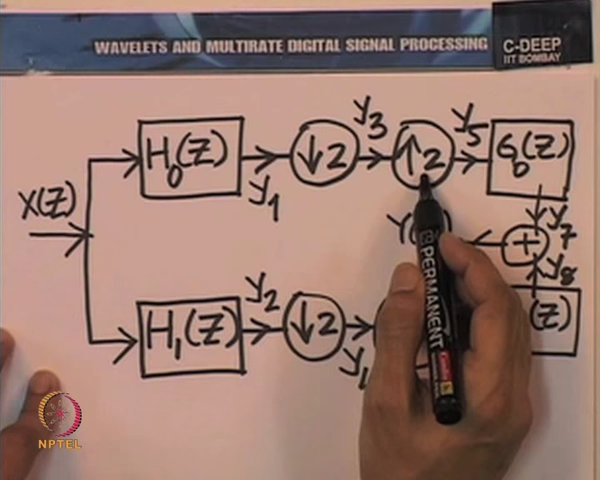 WAVELETS AND MULTIRATE DIGITAL SIGNAL PROCESSING
C-DEEP
IIT BOMBAY
X(Z)
H0(Z)
Y1
↓2
Y3
↑2
Y5
G0(Z)
Y7
+
Y8
H1(Z)
Y2
↓2
(Z)
PERMANENT
NPTEL